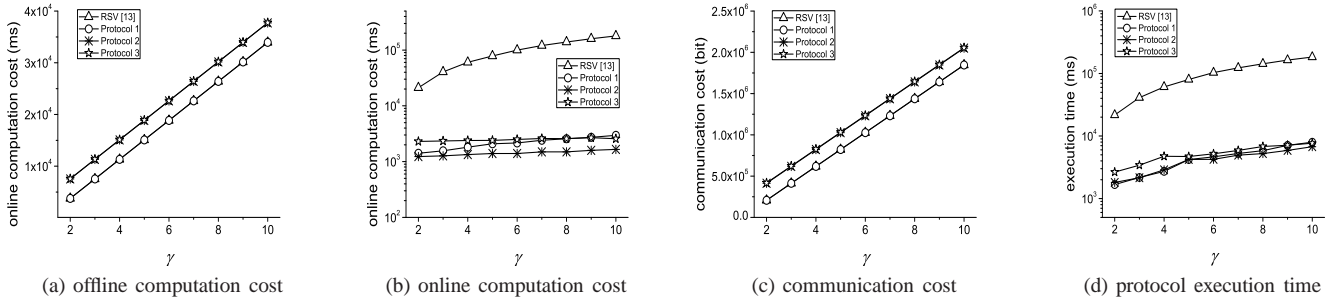 online computation cost (ms)
4x10⁴
3x10⁴
2x10⁴
1x10⁴
RSV [13]
Protocol 1
Protocol 2
Protocol 3
2 4 6 8 10
γ
(a) offline computation cost
online computation cost (ms)
10⁶
10⁵
10⁴
10³
10²
RSV [13]
Protocol 1
Protocol 2
Protocol 3
2 4 6 8 10
γ
(b) online computation cost
communication cost (bit)
2.5x10⁶
2.0x10⁶
1.5x10⁶
1.0x10⁶
5.0x10⁵
0.0
RSV [13]
Protocol 1
Protocol 2
Protocol 3
2 4 6 8 10
γ
(c) communication cost
execution time (ms)
10⁶
10⁵
10⁴
10³
RSV [13]
Protocol 1
Protocol 2
Protocol 3
2 4 6 8 10
γ
(d) protocol execution time